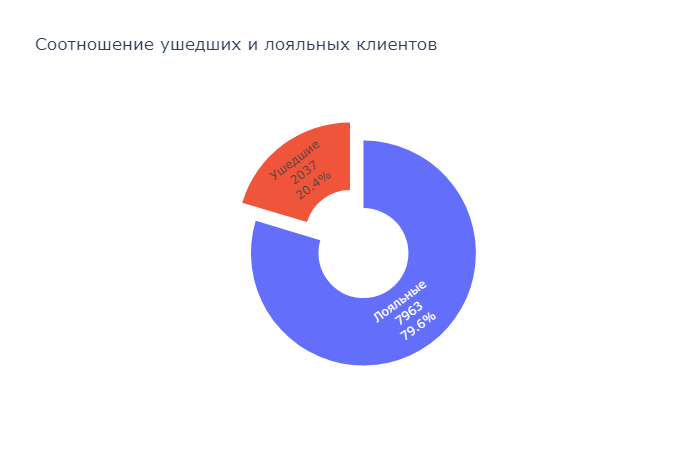 Соотношение ушедших и лояльных клиентов
Ушедшие
2037
20.4%
Лояльные
7963
79.6%